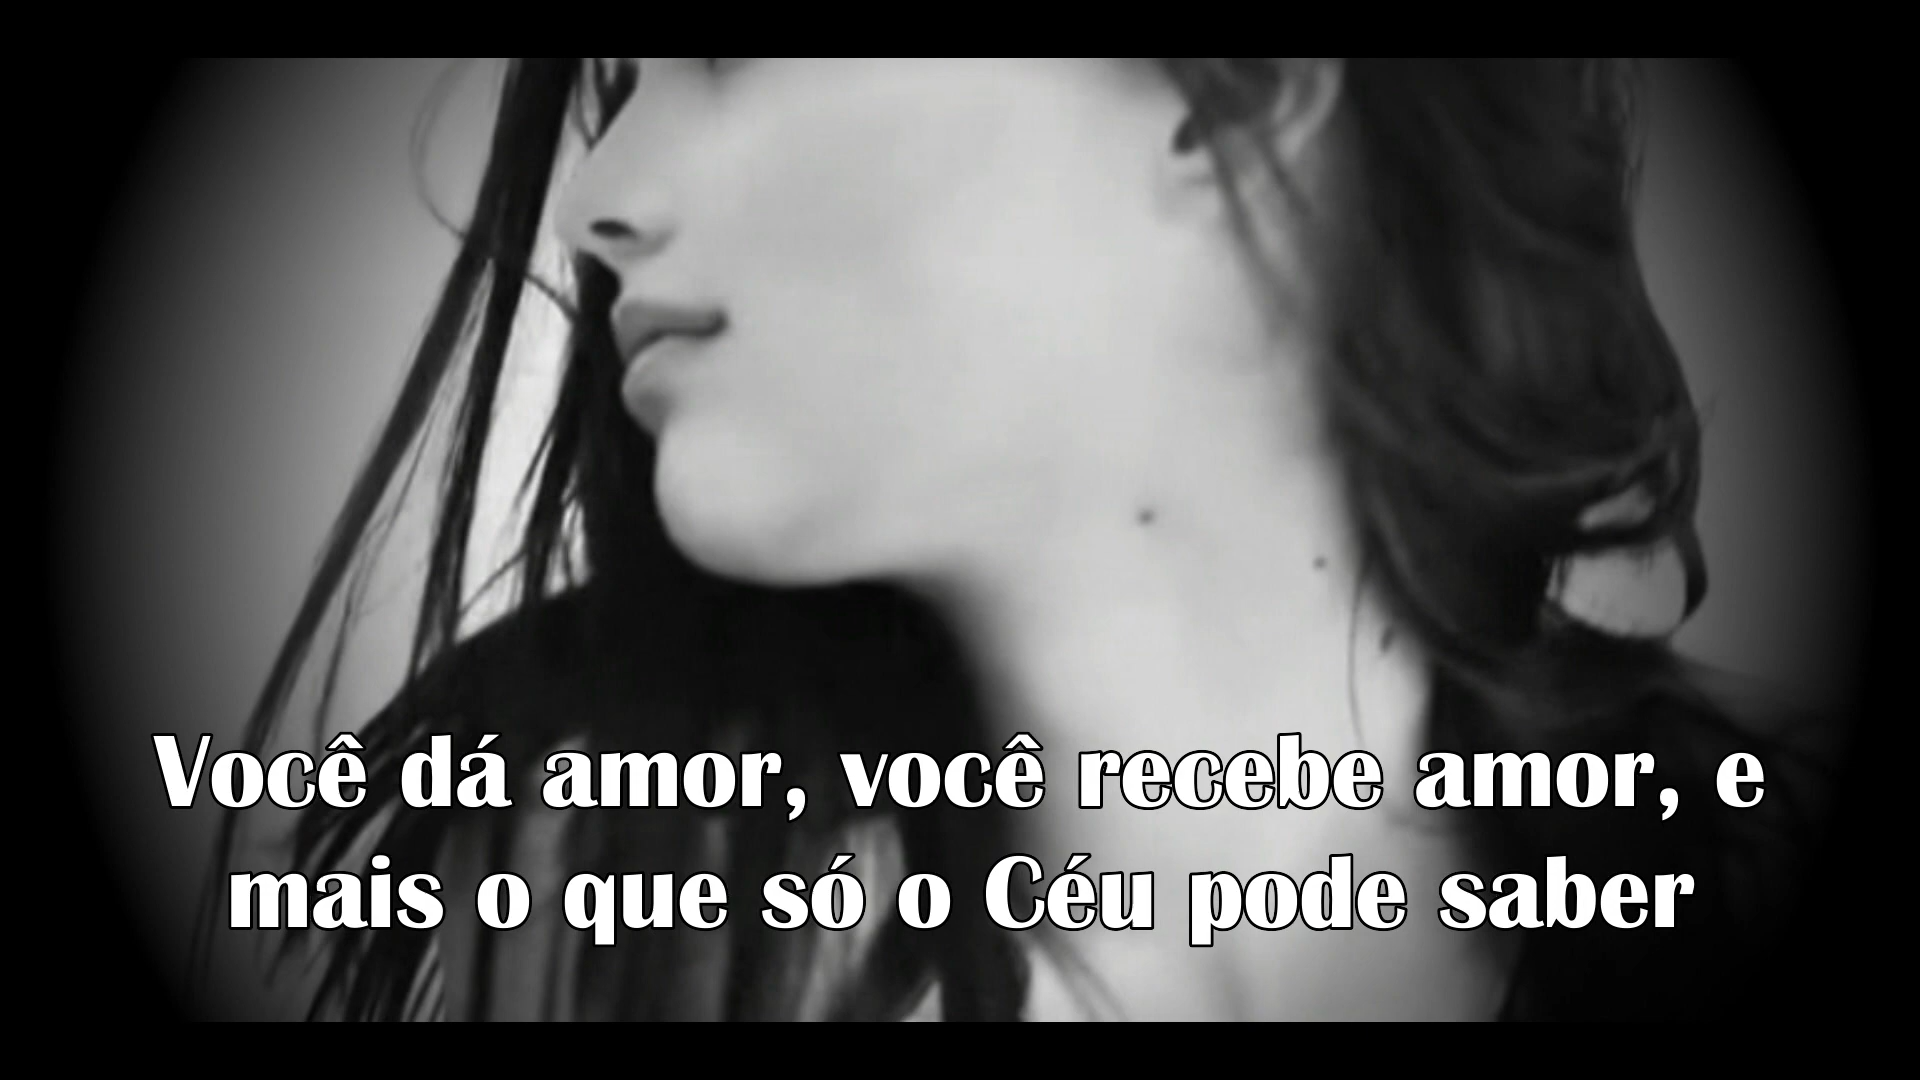 Você dá amor, você recebe amor, e
mais o que só o Céu pode saber